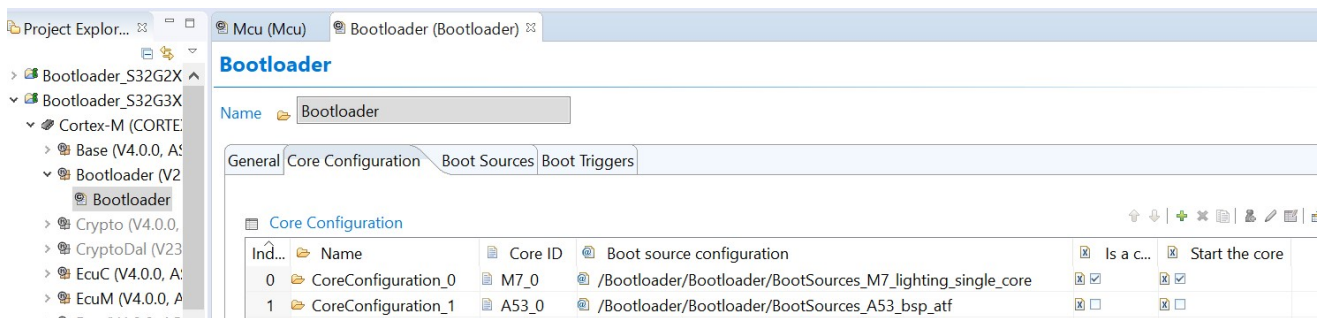 Project Explor...
Mcu (Mcu)
Bootloader (Bootloader)
Bootloader_S32G2X
Bootloader_S32G3X
Cortex-M (CORTE
Base (V4.0.0, AS
Bootloader (V2
Bootloader
Crypto (V4.0.0,
CryptoDal (V23
EcuC (V4.0.0, A
EcuM (V4.0.0, A
Bootloader
Name Bootloader
General Core Configuration Boot Sources Boot Triggers
Core Configuration
Ind... Name Core ID Boot source configuration Is a c... Start the core
0 CoreConfiguration_0 M7_0 /Bootloader/Bootloader/BootSources_M7_lighting_single_core
1 CoreConfiguration_1 A53_0 /Bootloader/Bootloader/BootSources_A53_bsp_atf